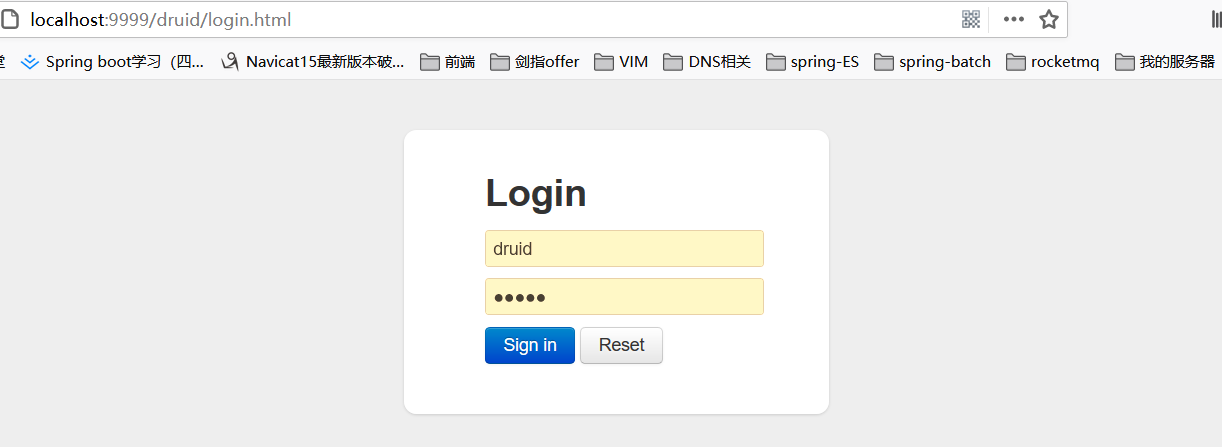 localhost:9999/druid/login.html
Spring boot学习（四... Navicat15最新版本破... 前端 剑指offer VIM DNS相关 spring-ES spring-batch rocketmq 我的服务器
Login
druid
●●●●●
Sign in Reset